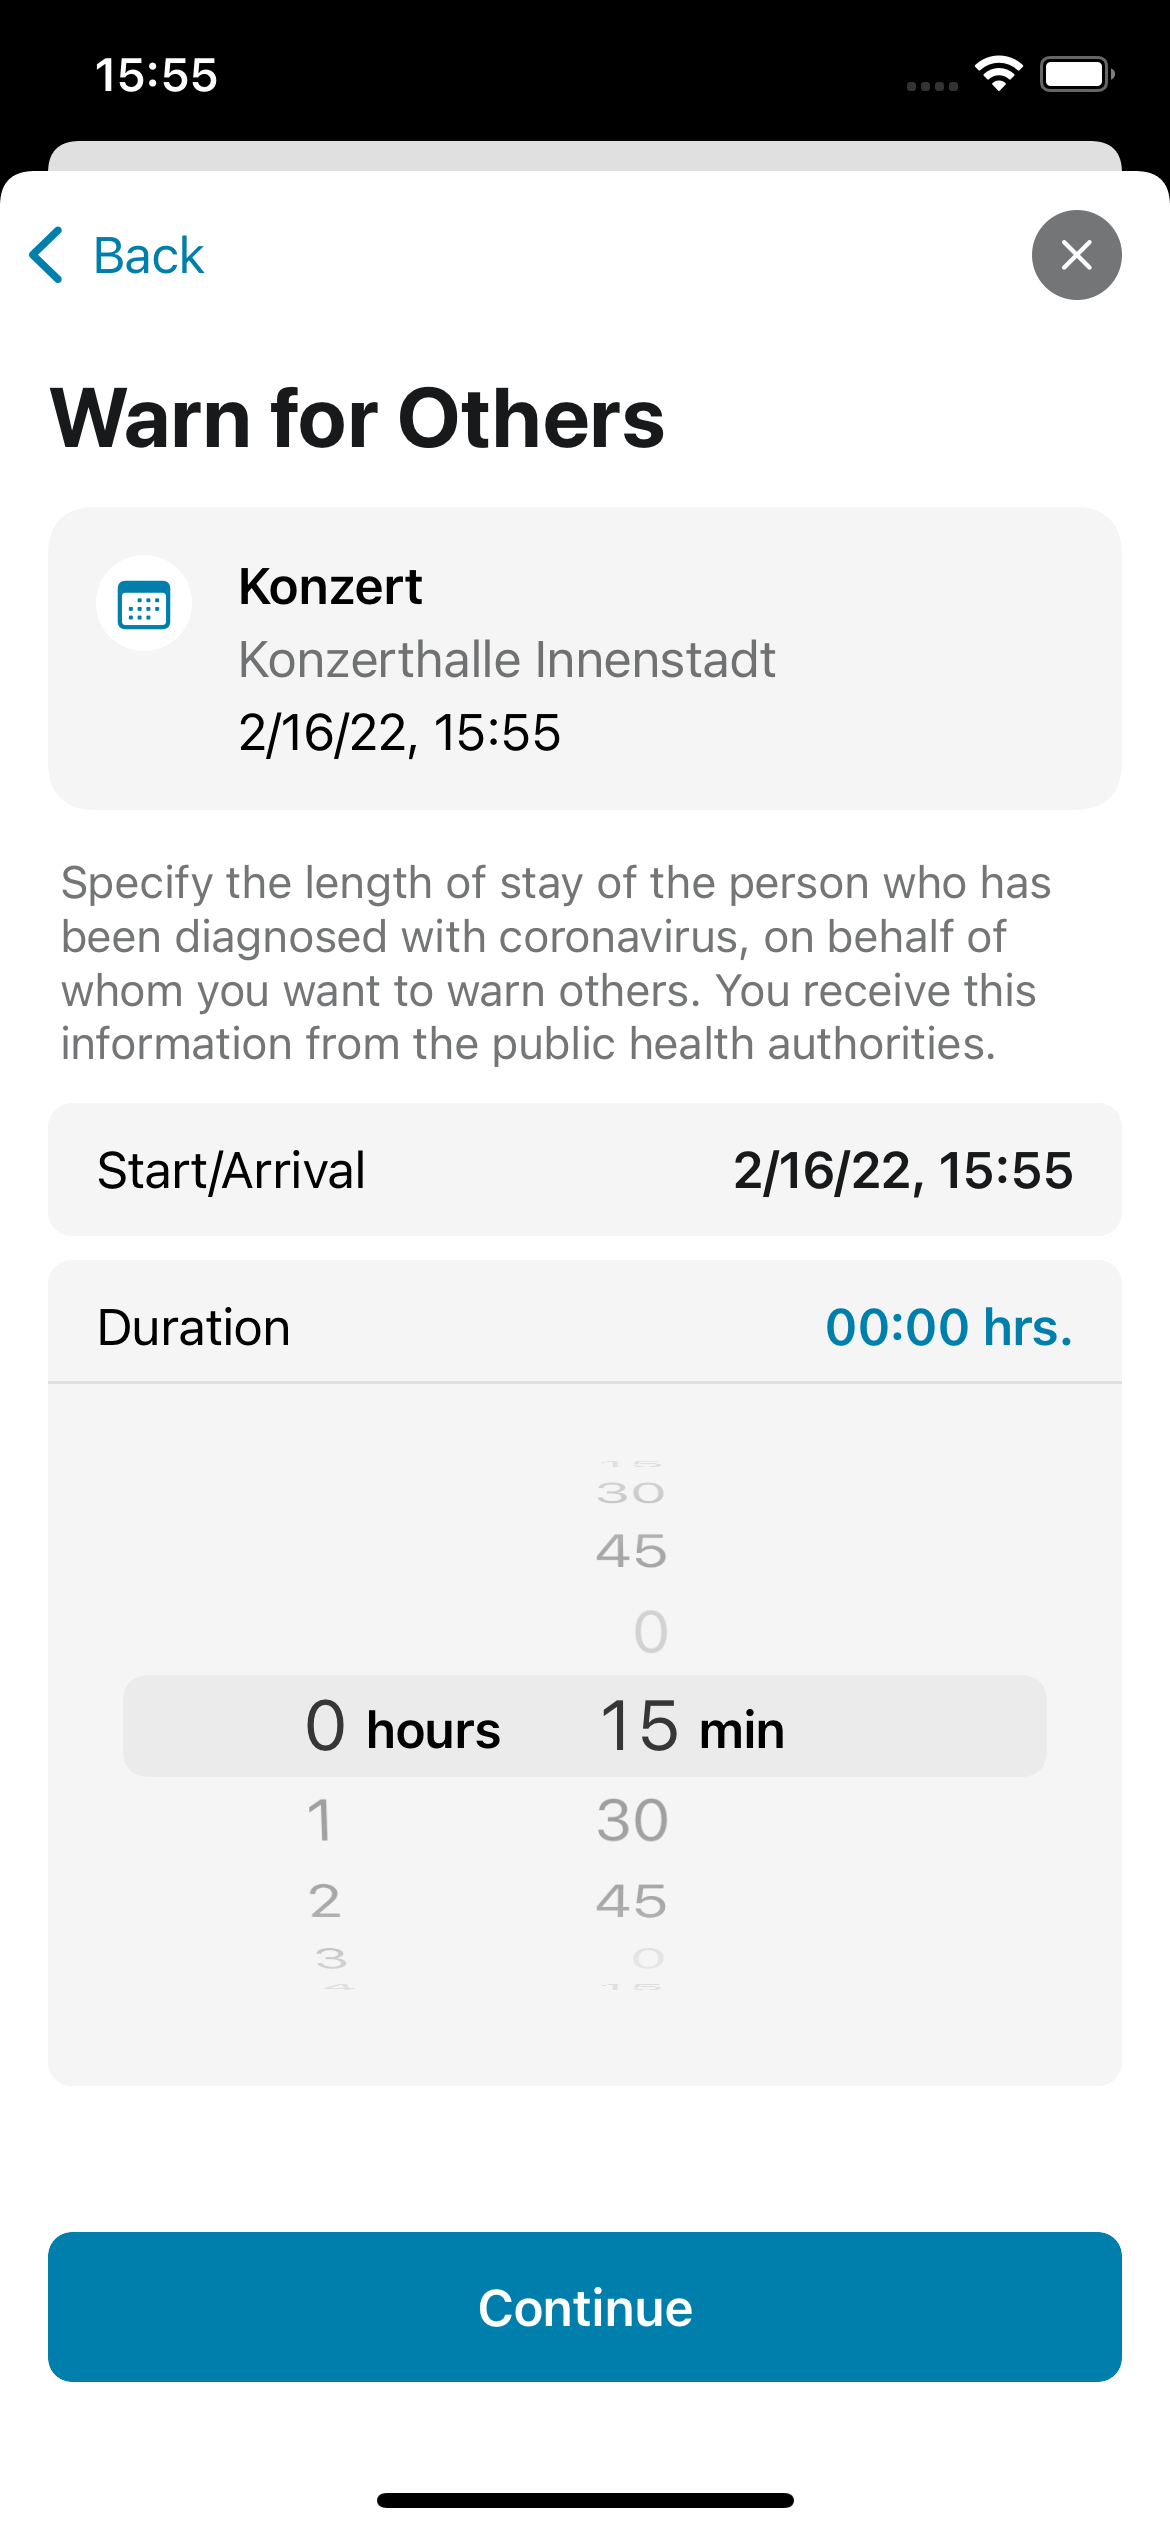 15:55
Back
Warn for Others
Konzert
Konzerthalle Innenstadt
2/16/22, 15:55
Specify the length of stay of the person who has
been diagnosed with coronavirus, on behalf of
whom you want to warn others. You receive this
information from the public health authorities.
Start/Arrival 2/16/22, 15:55
Duration 00:00 hrs.
15
30
45
0
0 hours 15 min
1 30
2 45
3 0
4 15
Continue